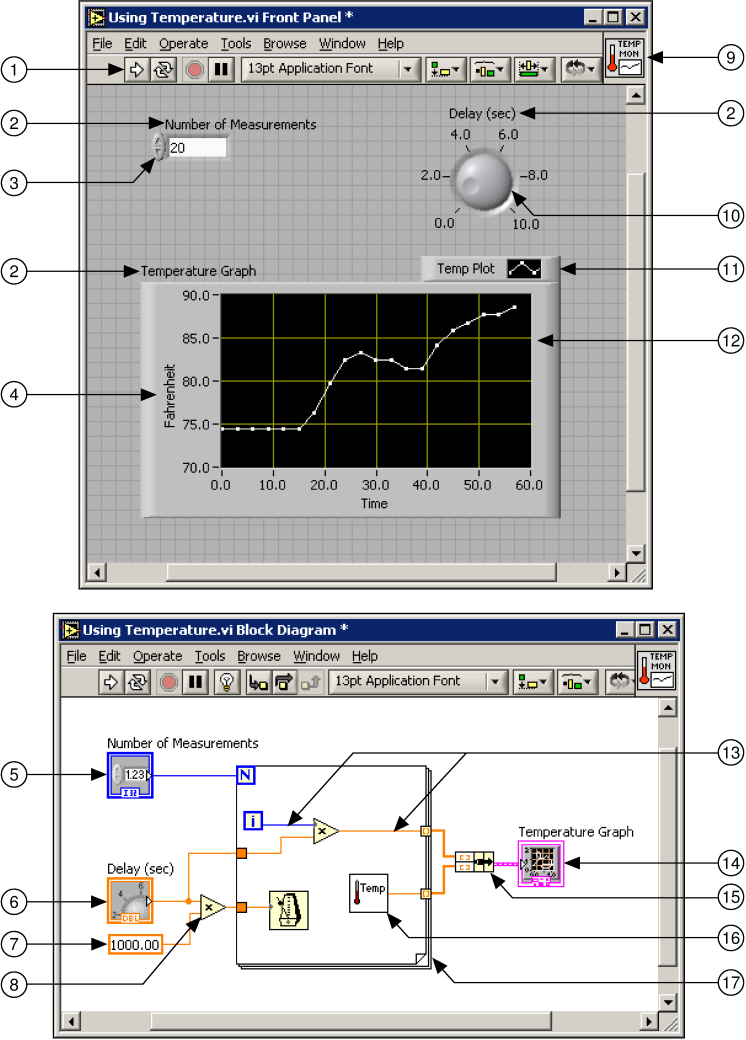 Using Temperature.vi Front Panel *
File Edit Operate Tools Browse Window Help
TEMP
MON
9
1
13pt Application Font
2
Number of Measurements
20
3
Delay (sec)
2
4.0 6.0
2.0 8.0
0.0 10.0
10
2
Temperature Graph
Temp Plot
11
90.0
85.0
80.0
75.0
70.0
12
4
Fahrenheit
0.0 10.0 20.0 30.0 40.0 50.0 60.0
Time
Using Temperature.vi Block Diagram *
File Edit Operate Tools Browse Window Help
TEMP
MON
13pt Application Font
Number of Measurements
5
1.23
I32
N
i
13
x
Temperature Graph
14
Delay (sec)
6
2 4 6
DBL
x
15
Temp
16
7
1000.00
8
17